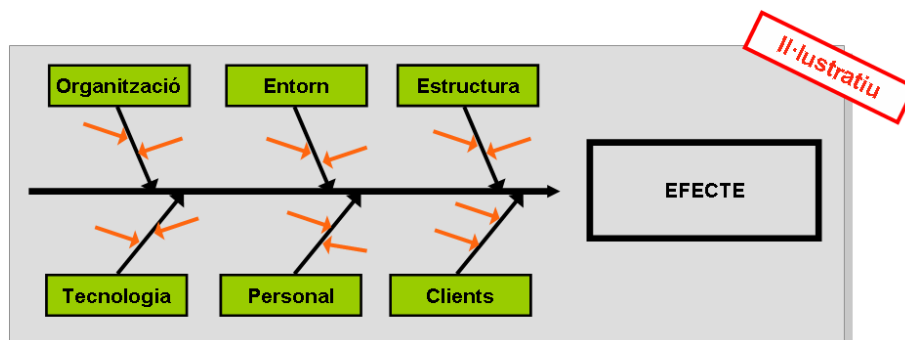 Il·lustratiu
Organització
Entorn
Estructura
EFECTE
Tecnologia
Personal
Clients